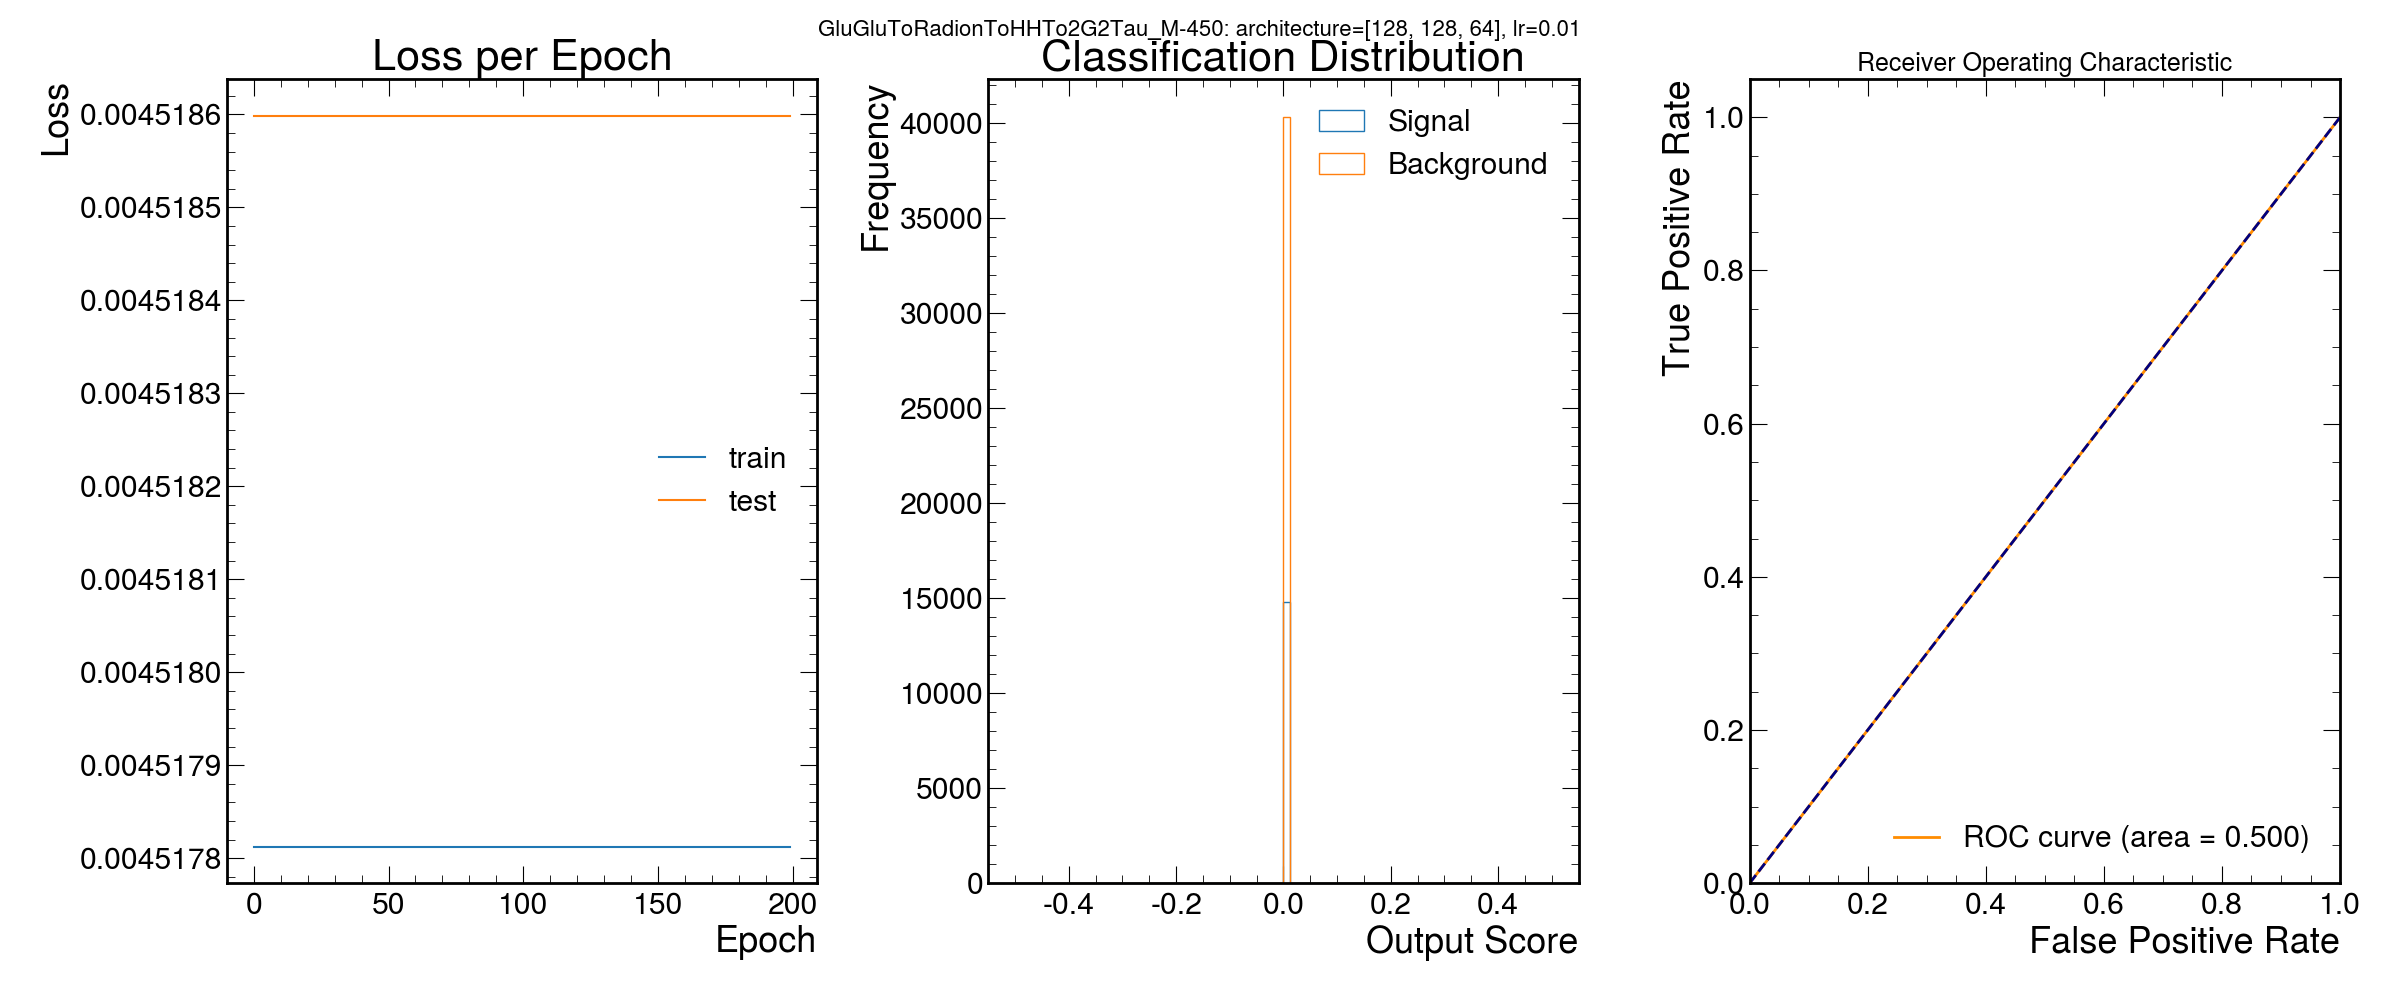 GluGluToRadionToHHTo2G2Tau_M-450: architecture=[128, 128, 64], lr=0.01
Loss per Epoch
Loss
0.0045186
0.0045185
0.0045184
0.0045183
0.0045182
0.0045181
0.0045180
0.0045179
0.0045178
train
test
0 50 100 150 200
Epoch
Classification Distribution
Frequency
40000
35000
30000
25000
20000
15000
10000
5000
0
Signal
Background
-0.4 -0.2 0.0 0.2 0.4
Output Score
Receiver Operating Characteristic
True Positive Rate
1.0
0.8
0.6
0.4
0.2
0.0
ROC curve (area = 0.500)
0.0 0.2 0.4 0.6 0.8 1.0
False Positive Rate